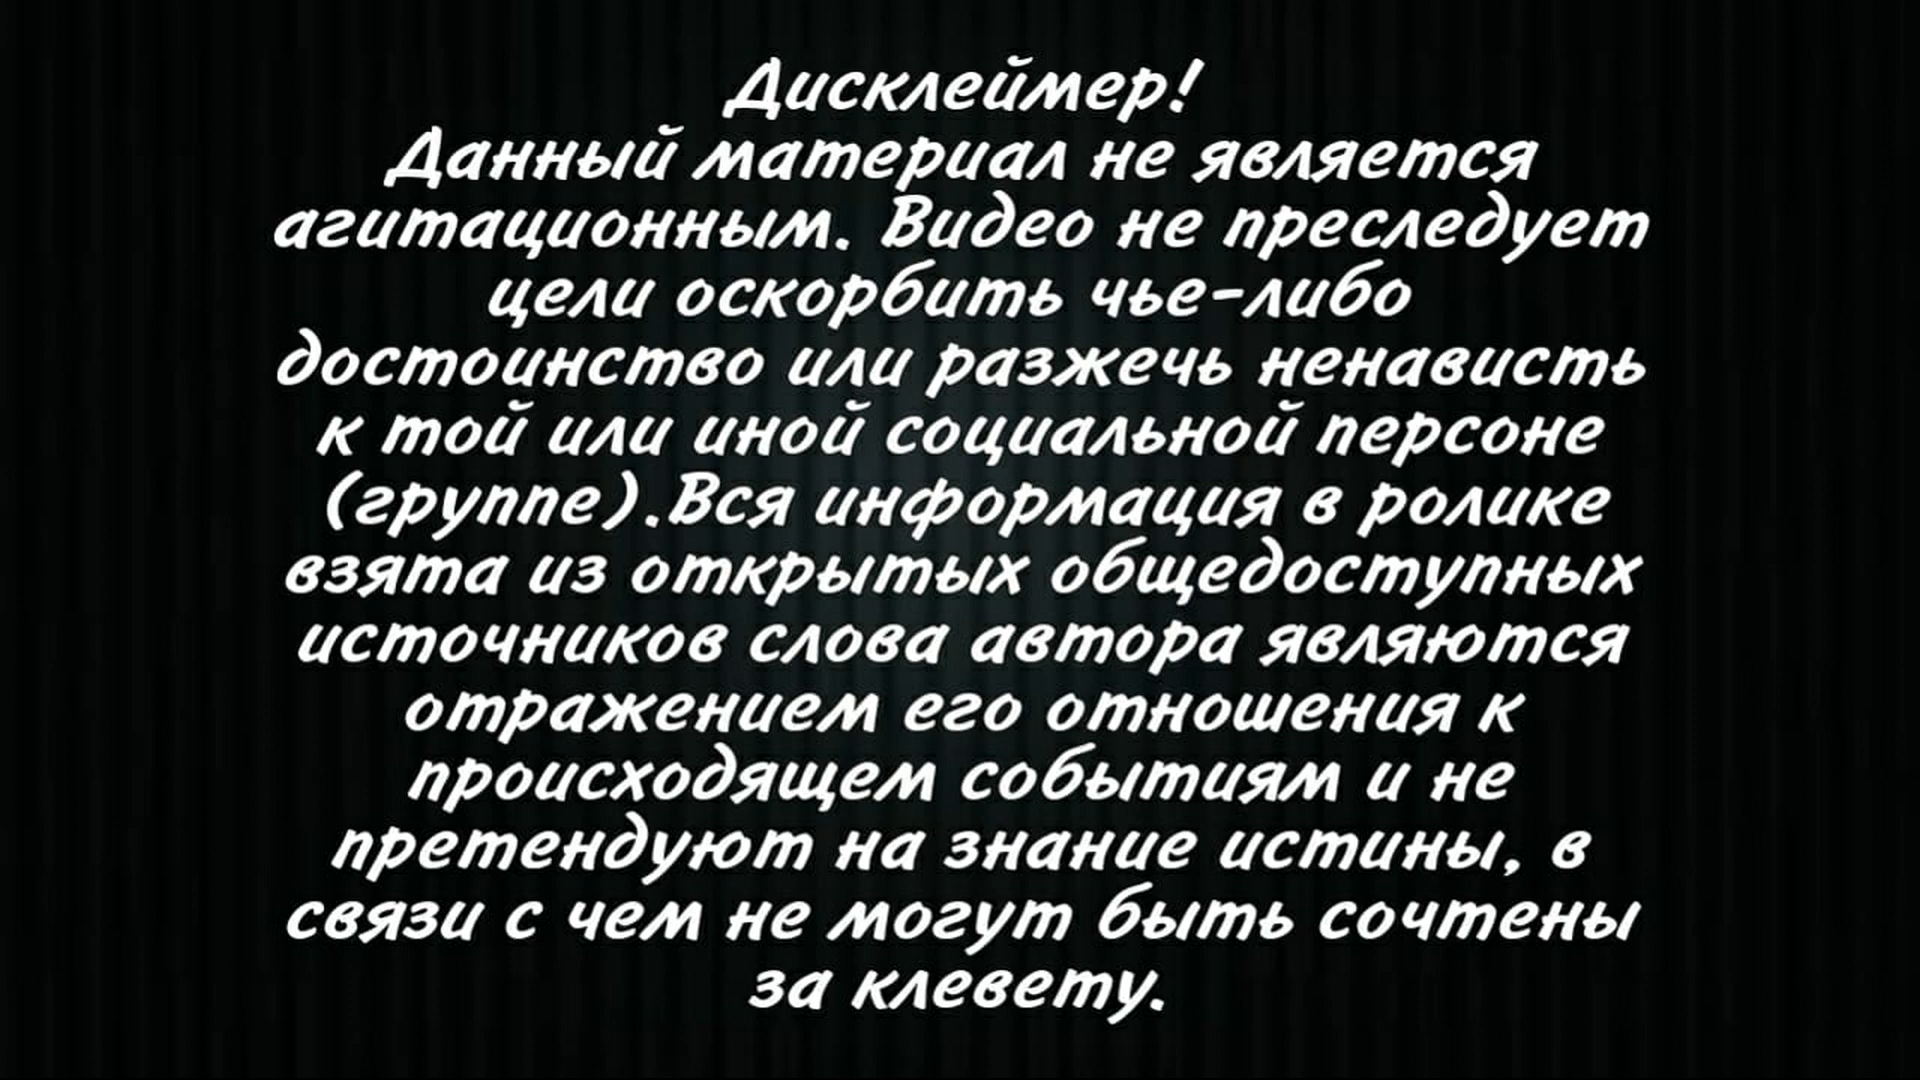 Дисклеймер!
Данный материал не является
агитационным. Видео не преследует
цели оскорбить чье-либо
достоинство или разжечь ненависть
к той или иной социальной персоне
(группе).Вся информация в ролике
взята из открытых общедоступных
источников слова автора являются
отражением его отношения к
происходящем событиям и не
претендуют на знание истины, в
связи с чем не могут быть сочтены
за клевету.